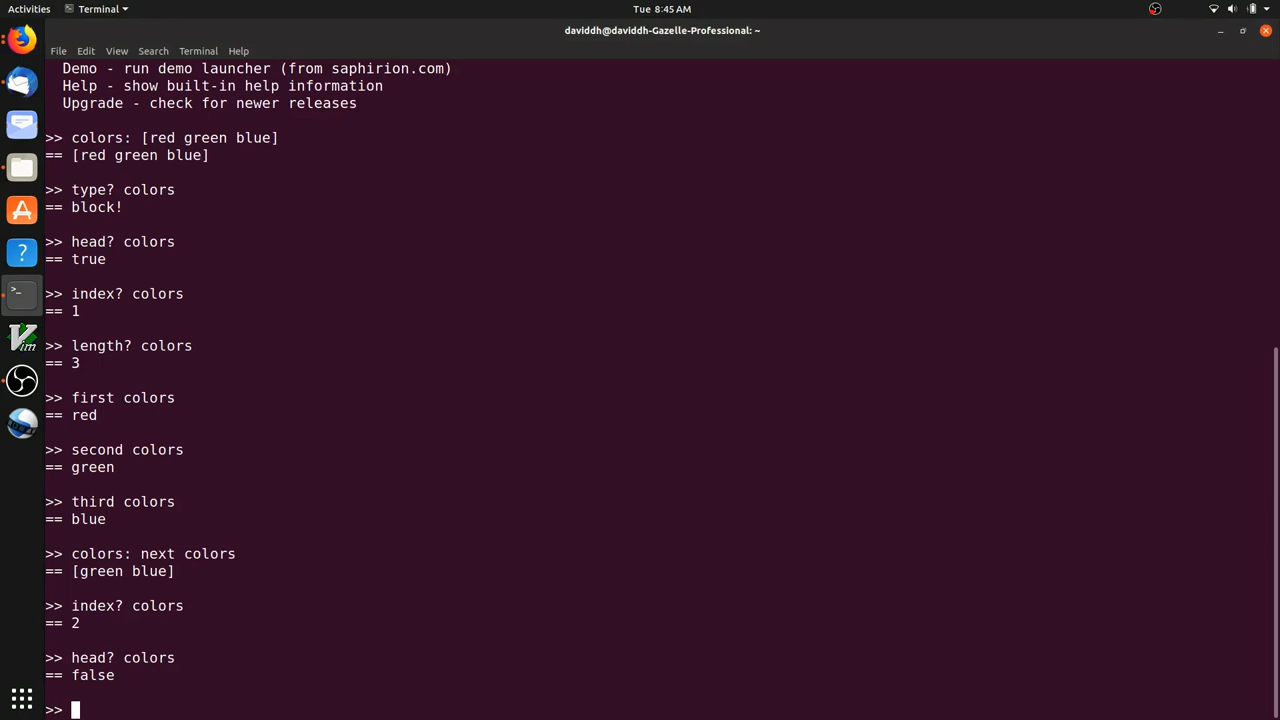 Activities
Terminal
Tue 8:45 AM
daviddh@daviddh-Gazelle-Professional: ~
File Edit View Search Terminal Help
Demo - run demo launcher (from saphirion.com)
Help - show built-in help information
Upgrade - check for newer releases
>> colors: [red green blue]
== [red green blue]
>> type? colors
== block!
>> head? colors
== true
>> index? colors
== 1
>> length? colors
== 3
>> first colors
== red
>> second colors
== green
>> third colors
== blue
>> colors: next colors
== [green blue]
>> index? colors
== 2
>> head? colors
== false
>>